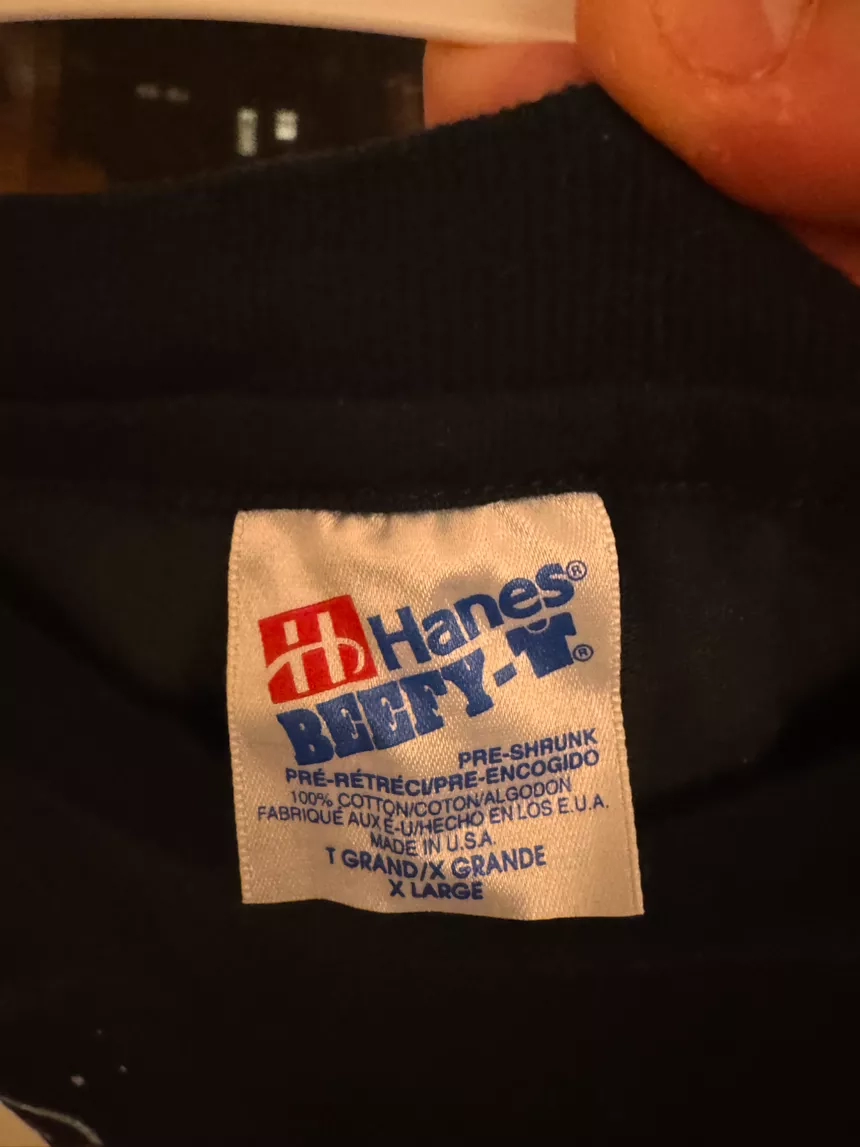 H Hanes®
BEEFY-T®
PRE-SHRUNK
PRÉ-RÉTRÉCI/PRE-ENCOGIDO
100% COTTON/COTON/ALGODON
FABRIQUÉ AUX É-U/HECHO EN LOS E.U.A.
MADE IN U.S.A.
T GRAND/X GRANDE
X LARGE